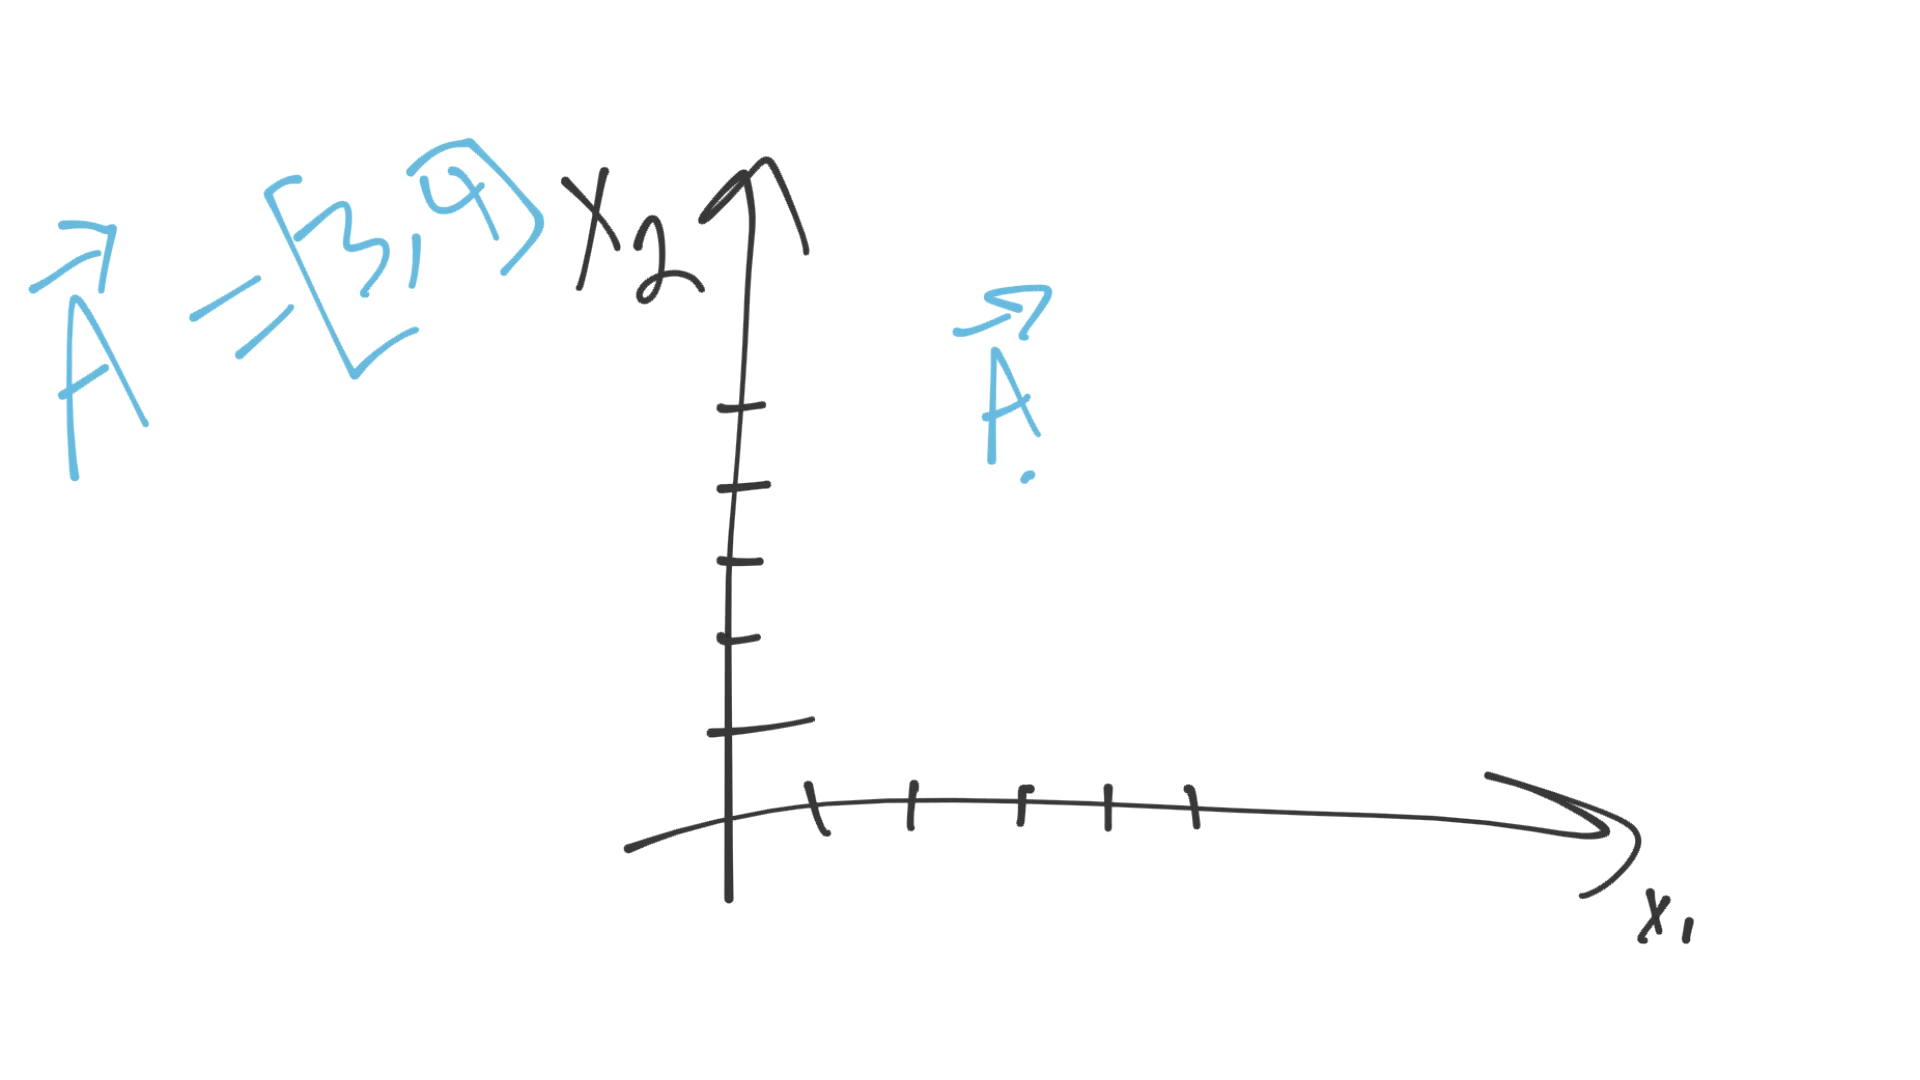 A⃗ = [3,4]
X₂
A⃗
x₁